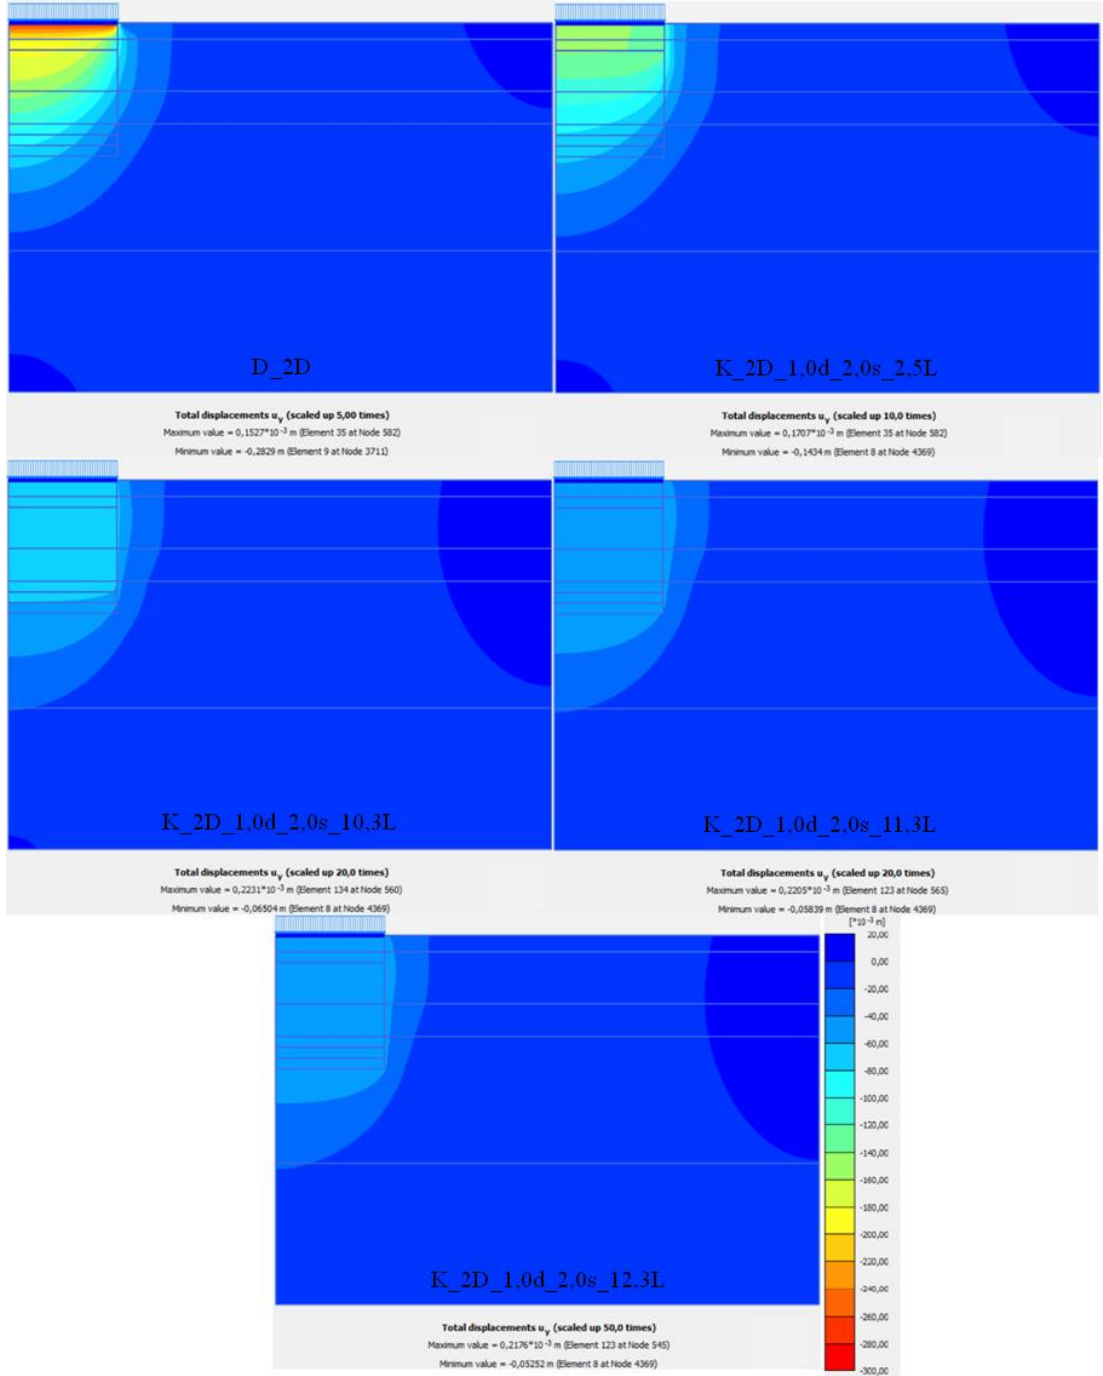 D_2D
Total displacements uy (scaled up 5,00 times)
Maximum value = 0,1527*10-3 m (Element 35 at Node 582)
Minimum value = -0,2829 m (Element 9 at Node 3711)
K_2D_1,0d_2,0s_2,5L
Total displacements uy (scaled up 10,0 times)
Maximum value = 0,1707*10-3 m (Element 35 at Node 582)
Minimum value = -0,1434 m (Element 8 at Node 4369)
K_2D_1,0d_2,0s_10,3L
Total displacements uy (scaled up 20,0 times)
Maximum value = 0,2231*10-3 m (Element 134 at Node 560)
Minimum value = -0,06504 m (Element 8 at Node 4369)
K_2D_1,0d_2,0s_11,3L
Total displacements uy (scaled up 20,0 times)
Maximum value = 0,2205*10-3 m (Element 123 at Node 565)
Minimum value = -0,05839 m (Element 8 at Node 4369)
K_2D_1,0d_2,0s_12,3L
Total displacements uy (scaled up 50,0 times)
Maximum value = 0,2176*10-3 m (Element 123 at Node 545)
Minimum value = -0,05252 m (Element 8 at Node 4369)
[*10-3 m]
20,00
0,00
-20,00
-40,00
-60,00
-80,00
-100,00
-120,00
-140,00
-160,00
-180,00
-200,00
-220,00
-240,00
-260,00
-280,00
-300,00